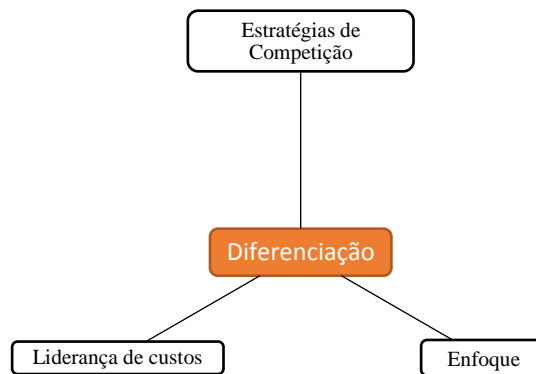 Estratégias de
Competição
Diferenciação
Liderança de custos
Enfoque